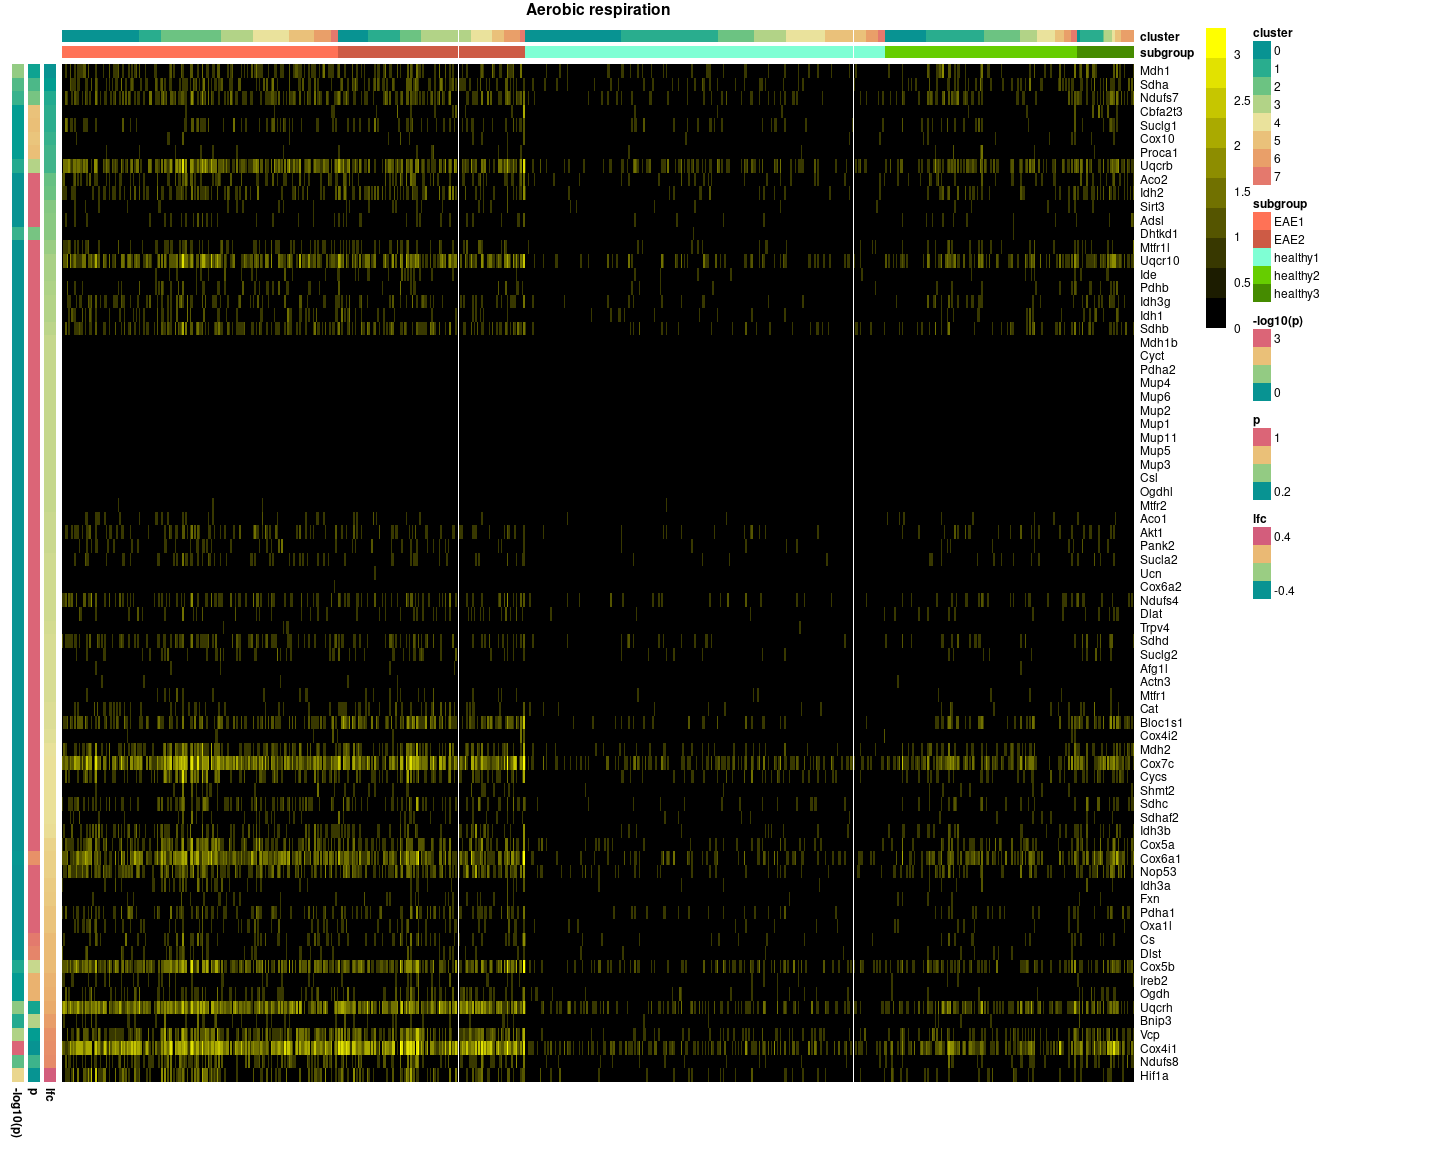 Aerobic respiration
cluster
subgroup
Mdh1
Sdha
Ndufs7
Cbfa2t3
Suclg1
Cox10
Proca1
Uqcrb
Aco2
Idh2
Sirt3
Adsl
Dhtkd1
Mtfr1l
Uqcr10
Ide
Pdhb
Idh3g
Idh1
Sdhb
Mdh1b
Cyct
Pdha2
Mup4
Mup6
Mup2
Mup1
Mup11
Mup5
Mup3
Csl
Ogdhl
Mtfr2
Aco1
Akt1
Pank2
Sucla2
Ucn
Cox6a2
Ndufs4
Dlat
Trpv4
Sdhd
Suclg2
Afg1l
Actn3
Mtfr1
Cat
Bloc1s1
Cox4i2
Mdh2
Cox7c
Cycs
Shmt2
Sdhc
Sdhaf2
Idh3b
Cox5a
Cox6a1
Nop53
Idh3a
Fxn
Pdha1
Oxa1l
Cs
Dlst
Cox5b
Ireb2
Ogdh
Uqcrh
Bnip3
Vcp
Cox4i1
Ndufs8
Hif1a
-log10(p)
p
lfc
3
2.5
2
1.5
1
0.5
0
cluster
0
1
2
3
4
5
6
7
subgroup
EAE1
EAE2
healthy1
healthy2
healthy3
-log10(p)
3
0
p
1
0.2
lfc
0.4
-0.4